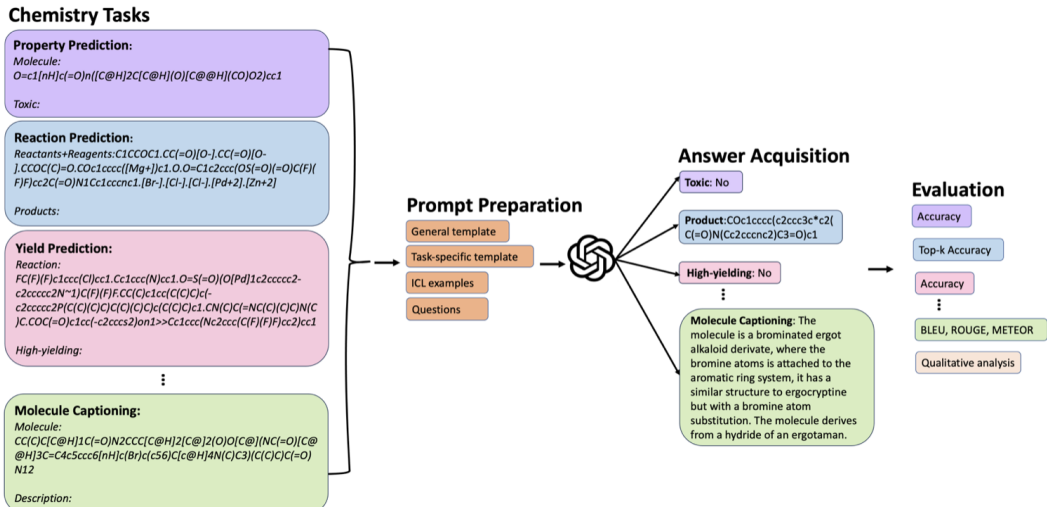 Chemistry Tasks
Property Prediction:
Molecule:
O=c1[nH]c(=O)n([C@H]2C[C@H](O)[C@@H](CO)O2)cc1
Toxic:
Reaction Prediction:
Reactants+Reagents:C1CCOC1.CC(=O)[O-].CC(=O)[O-
].CCOC(C)=O.COc1cccc([Mg+])c1.O.O=C1c2ccc(OS(=O)(=O)C(F)(
F)F)cc2C(=O)N1Cc1cccnc1.[Br-].[Cl-].[Cl-].[Pd+2].[Zn+2]
Products:
Yield Prediction:
Reaction:
FC(F)(F)c1ccc(Cl)cc1.Cc1ccc(N)cc1.O=S(=O)(O[Pd]1c2ccccc2-
c2ccccc2N~1)C(F)(F)F.CC(C)c1cc(C(C)C)c(-
c2ccccc2P(C(C)(C)C)C(C)(C)C)c(C(C)C)c1.CN(C)C(=NC(C)(C)C)N(C
)C.COC(=O)c1cc(-c2cccs2)on1>>Cc1ccc(Nc2ccc(C(F)(F)F)cc2)cc1
High-yielding:
Molecule Captioning:
Molecule:
CC(C)C[C@H]1C(=O)N2CCC[C@H]2[C@]2(O)O[C@](NC(=O)[C@
@H]3C=C4c5ccc6[nH]c(Br)c(c56)C[c@H]4N(C)C3)(C(C)C)C(=O)
N12
Description:
Prompt Preparation
General template
Task-specific template
ICL examples
Questions
Answer Acquisition
Toxic: No
Product:COc1cccc(c2ccc3c*c2(
C(=O)N(Cc2cccnc2)C3=O)c1
High-yielding: No
Molecule Captioning: The
molecule is a brominated ergot
alkaloid derivate, where the
bromine atoms is attached to the
aromatic ring system, it has a
similar structure to ergocryptine
but with a bromine atom
substitution. The molecule derives
from a hydride of an ergotaman.
Evaluation
Accuracy
Top-k Accuracy
Accuracy
BLEU, ROUGE, METEOR
Qualitative analysis